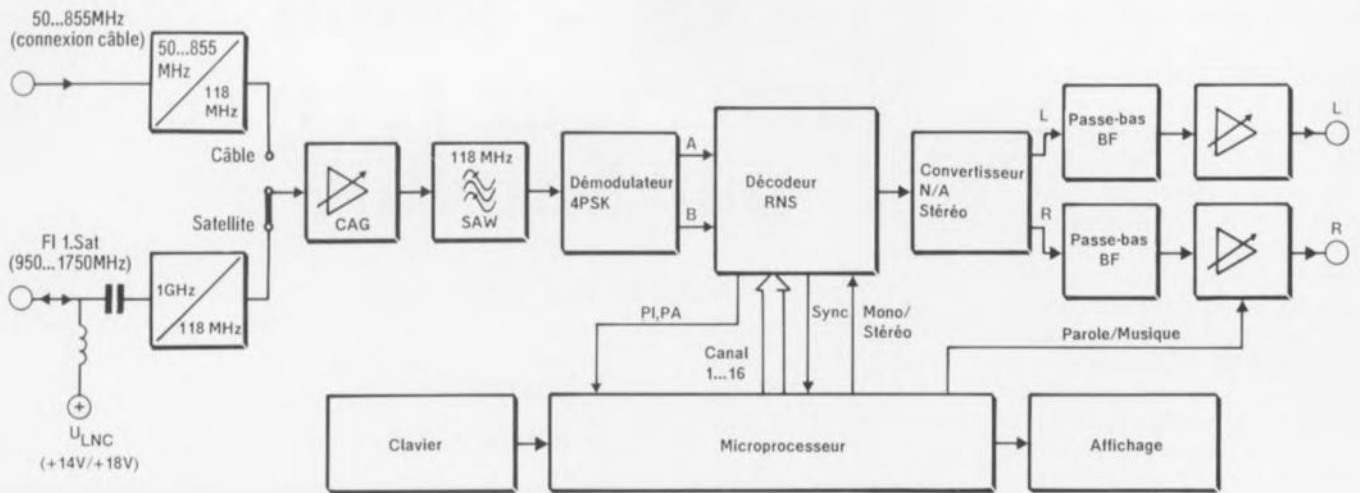 50...855MHz
(connexion câble)
50...855
MHz
118
MHz
Câble
Satellite
FI 1.Sat
(950...1750MHz)
1GHz
118 MHz
U LNC
(+14V/+18V)
CAG
118 MHz
SAW
Démodulateur
4PSK
A
B
Décodeur
RNS
Convertisseur
N/A
Stéréo
L
R
Passe-bas
BF
Passe-bas
BF
L
R
PI,PA
Canal
1...16
Sync
Mono/
Stéréo
Parole/Musique
Clavier
Microprocesseur
Affichage